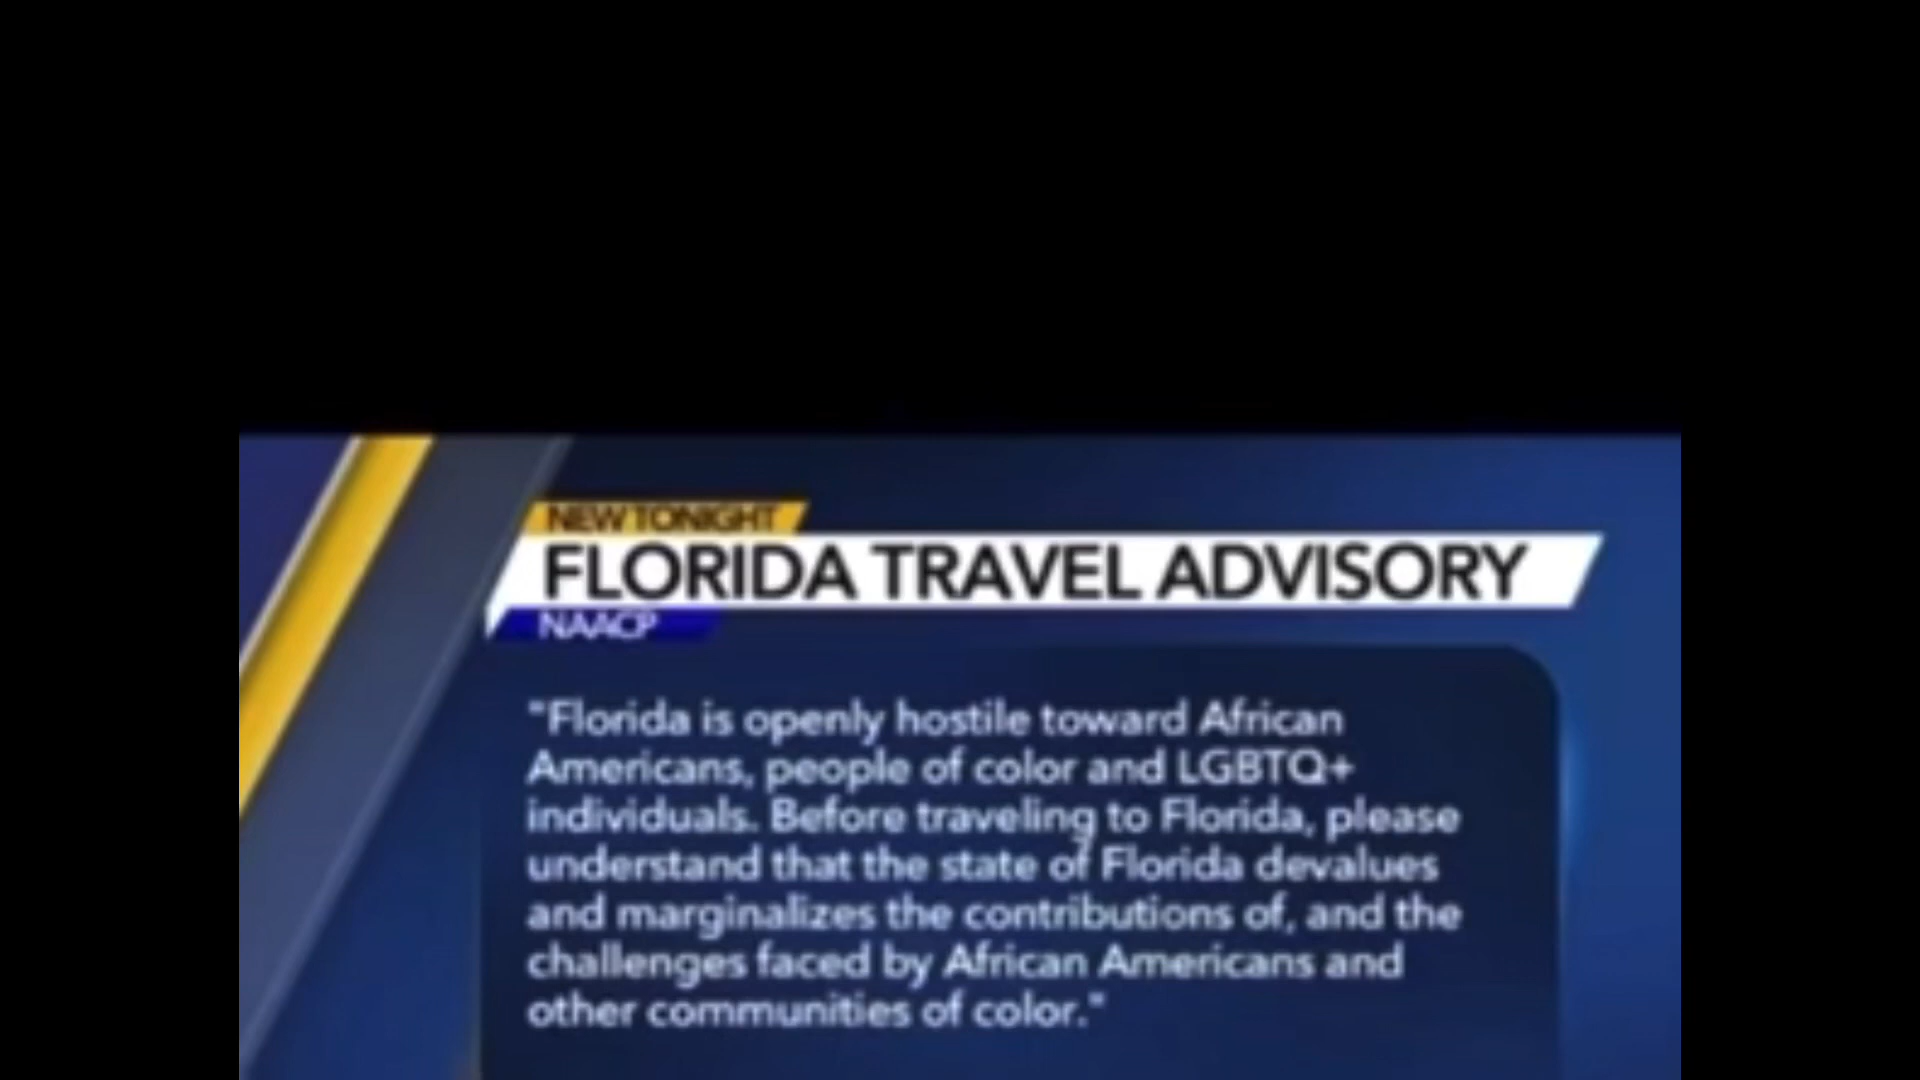 NEW TONIGHT
FLORIDA TRAVEL ADVISORY
NAACP
"Florida is openly hostile toward African
Americans, people of color and LGBTQ+
individuals. Before traveling to Florida, please
understand that the state of Florida devalues
and marginalizes the contributions of, and the
challenges faced by African Americans and
other communities of color."